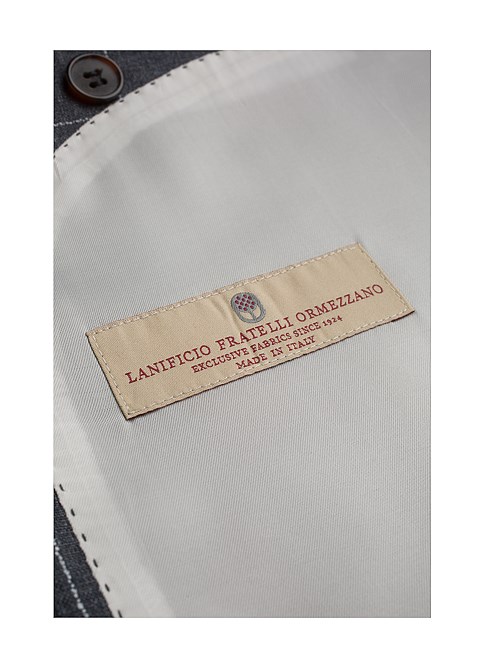 LANIFICIO FRATELLI ORMEZZANO
EXCLUSIVE FABRICS SINCE 1924
MADE IN ITALY